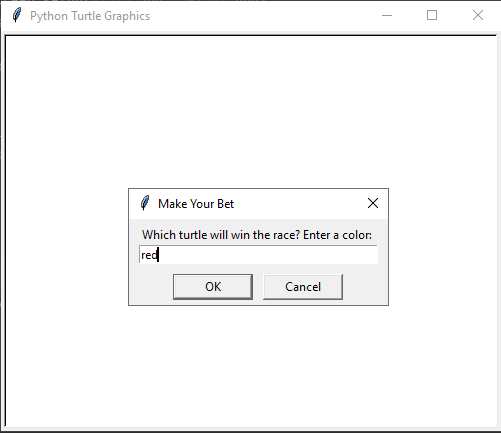 Python Turtle Graphics
Make Your Bet
Which turtle will win the race? Enter a color:
red
OK Cancel